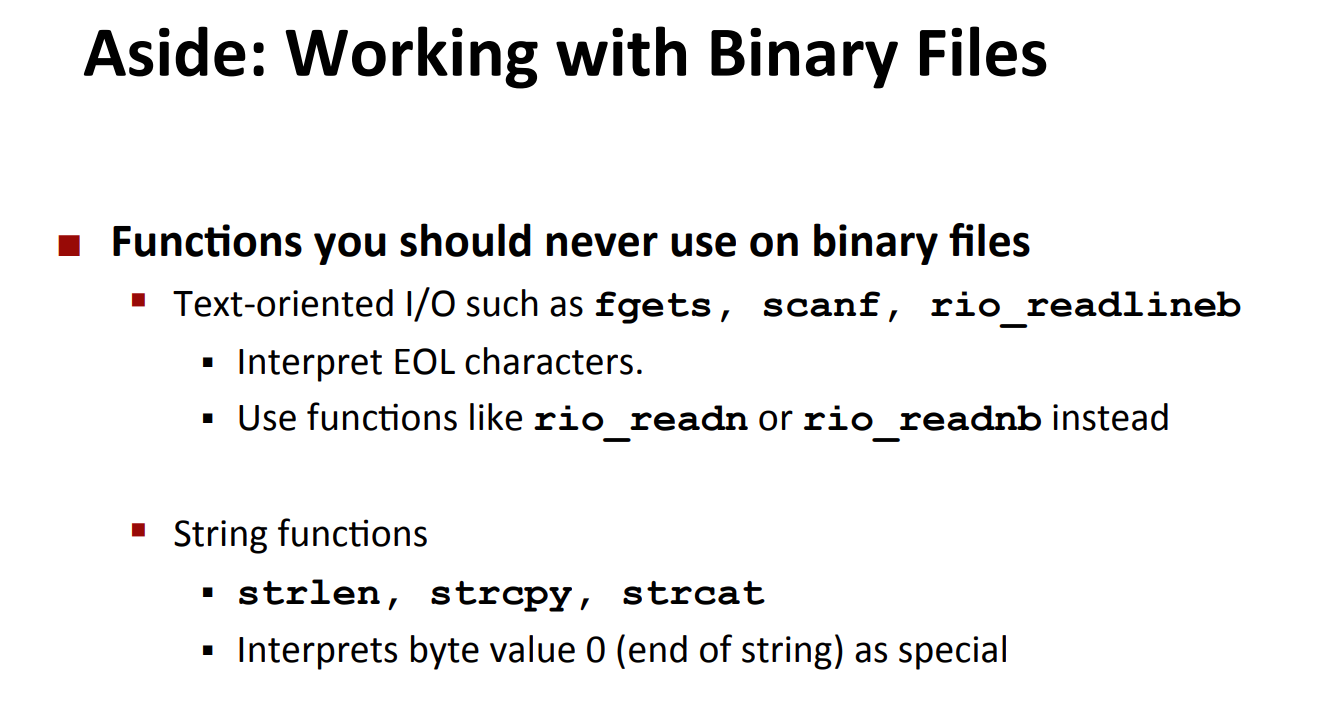 Aside: Working with Binary Files
■ Functions you should never use on binary files
▪ Text-oriented I/O such as fgets, scanf, rio_readlineb
▪ Interpret EOL characters.
▪ Use functions like rio_readn or rio_readnb instead
▪ String functions
▪ strlen, strcpy, strcat
▪ Interprets byte value 0 (end of string) as special